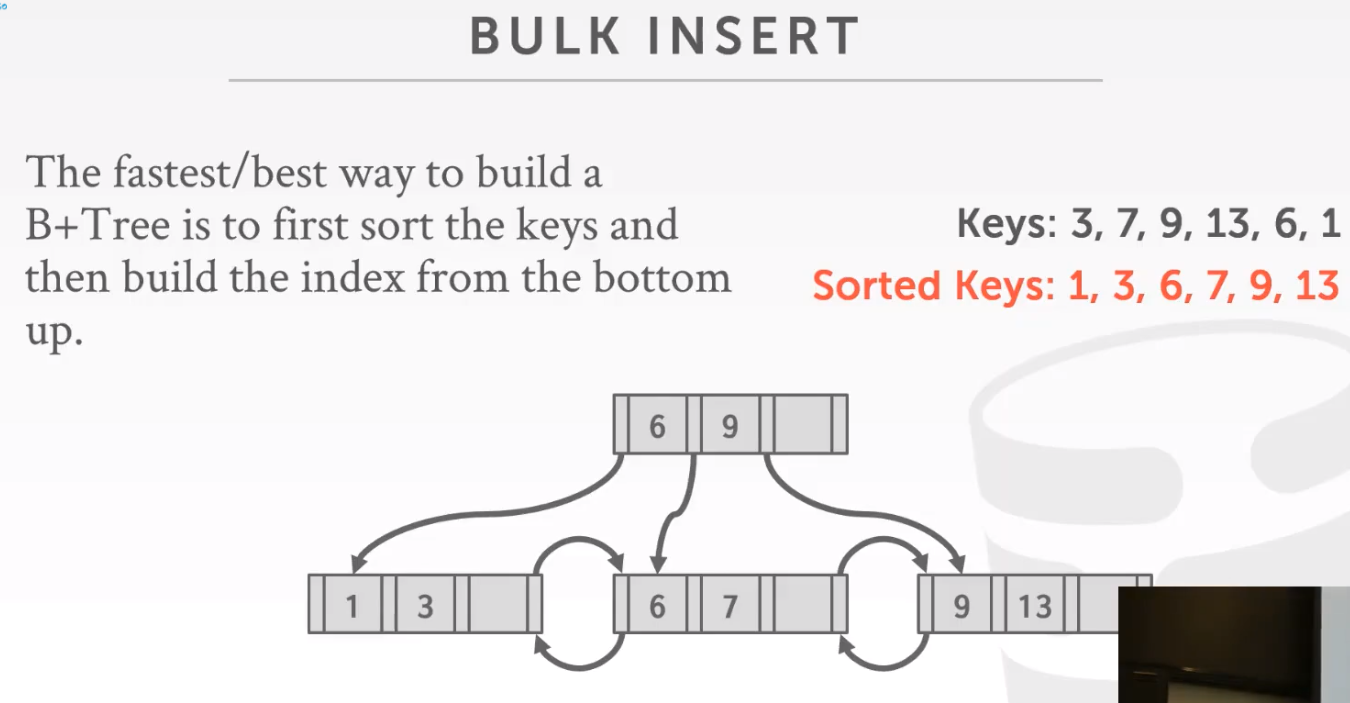 BULK INSERT
The fastest/best way to build a
B+Tree is to first sort the keys and
then build the index from the bottom
up.
Keys: 3, 7, 9, 13, 6, 1
Sorted Keys: 1, 3, 6, 7, 9, 13
6 9
1 3
6 7
9 13